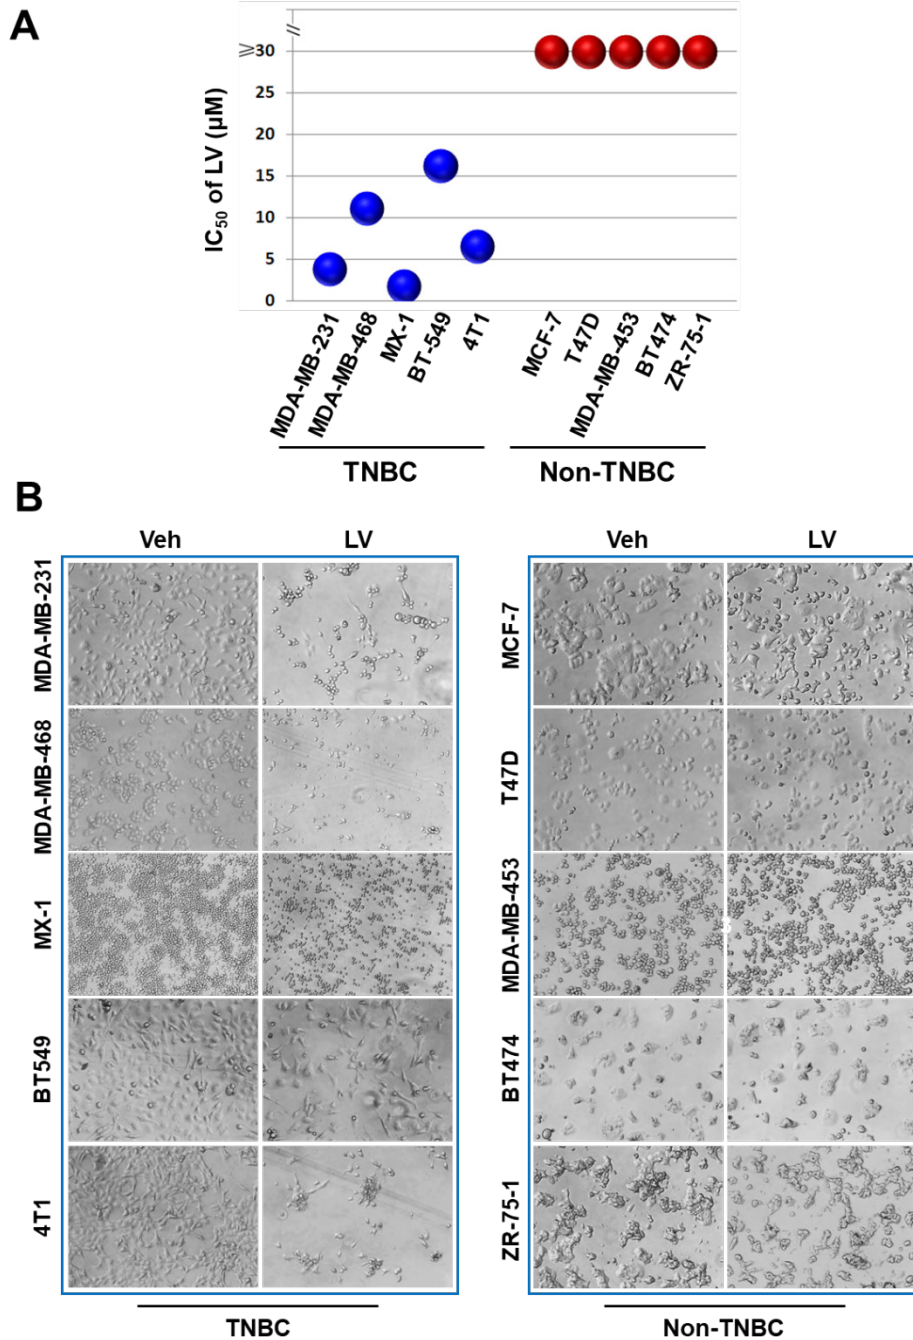 A
⩾30
25
20
15
10
5
0
IC50 of LV (µM)
MDA-MB-231
MDA-MB-468
MX-1
BT-549
4T1
MCF-7
T47D
MDA-MB-453
BT474
ZR-75-1
TNBC
Non-TNBC
B
Veh
LV
Veh
LV
MDA-MB-231
MDA-MB-468
MX-1
BT549
4T1
MCF-7
T47D
MDA-MB-453
BT474
ZR-75-1
TNBC
Non-TNBC